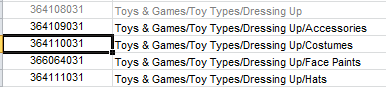 364108031 Toys & Games/Toy Types/Dressing Up
364109031 Toys & Games/Toy Types/Dressing Up/Accessories
364110031 Toys & Games/Toy Types/Dressing Up/Costumes
366064031 Toys & Games/Toy Types/Dressing Up/Face Paints
364111031 Toys & Games/Toy Types/Dressing Up/Hats